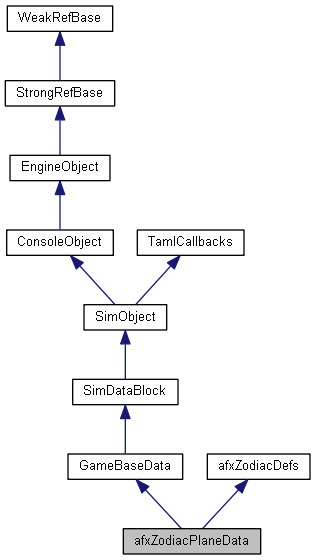 WeakRefBase
StrongRefBase
EngineObject
ConsoleObject
TamlCallbacks
SimObject
SimDataBlock
GameBaseData
afxZodiacDefs
afxZodiacPlaneData